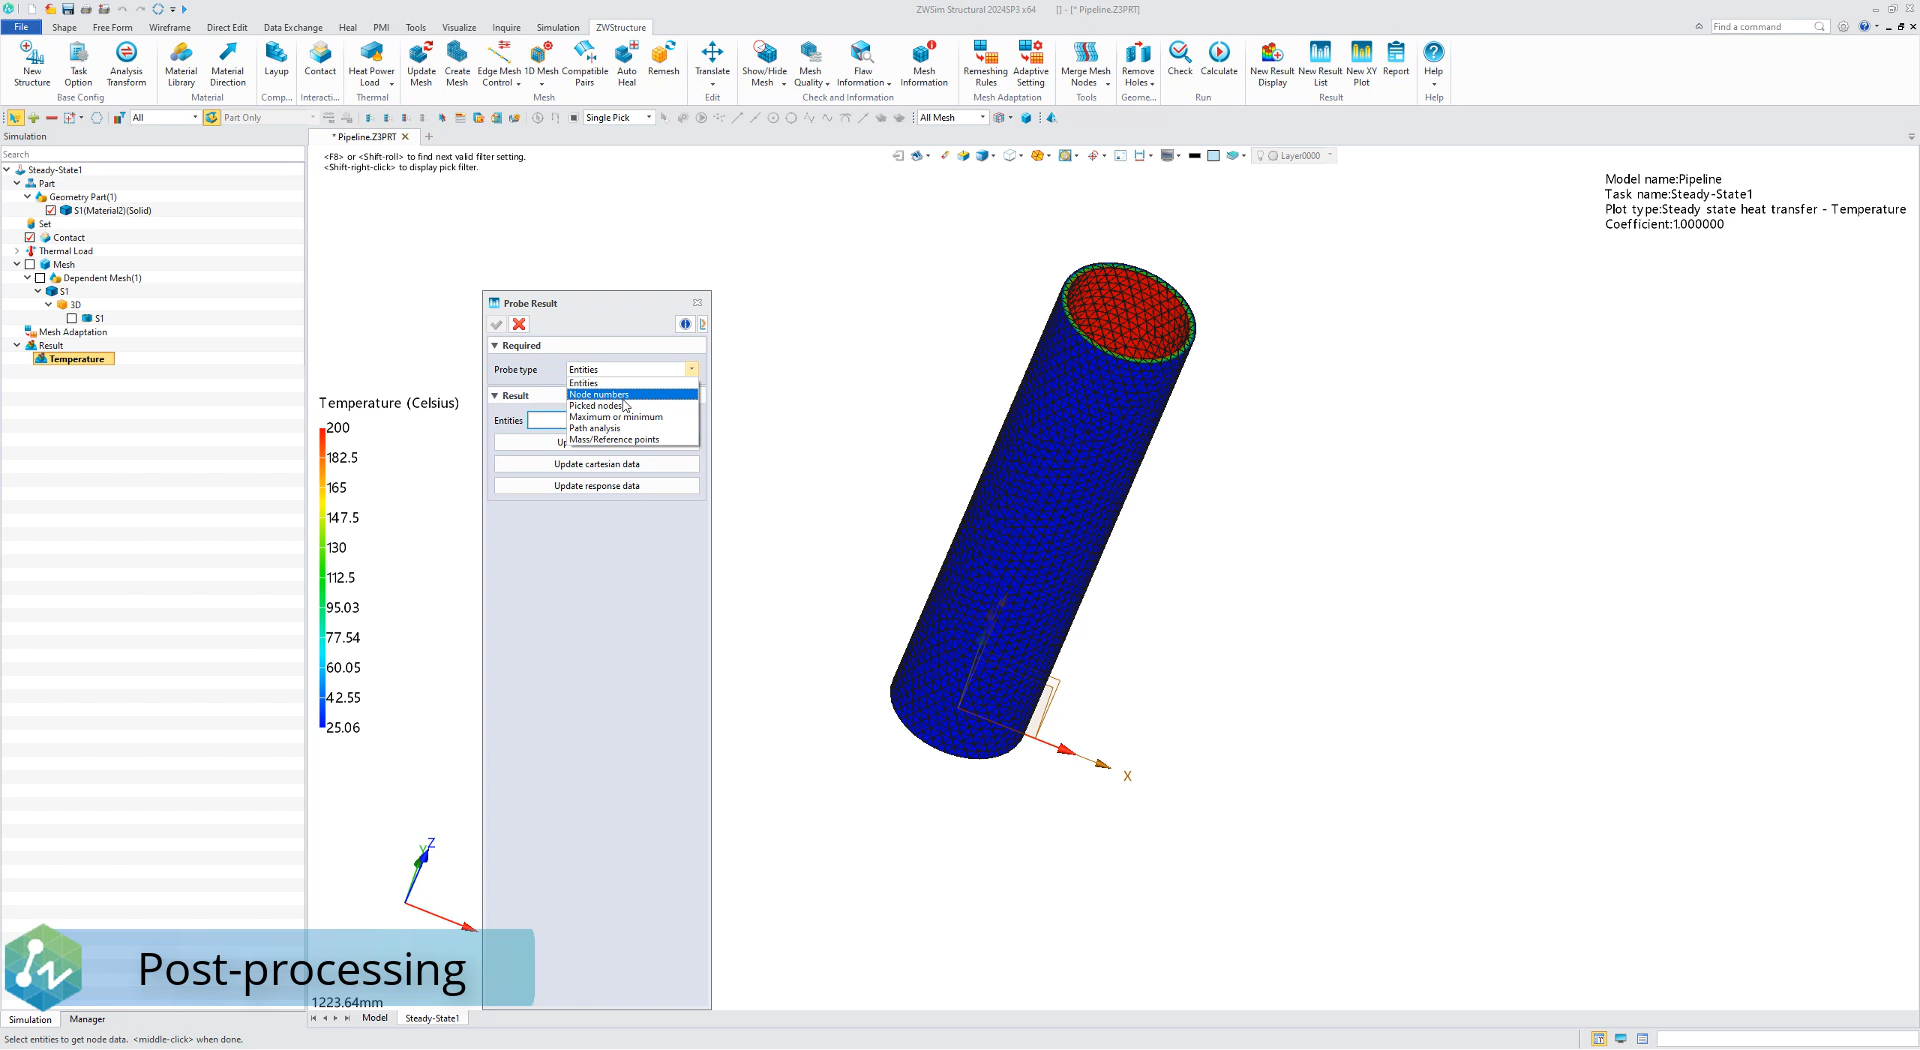 ZWSim Structural 2024SP3 x64 [] - [* Pipeline.Z3PRT]
File Shape Free Form Wireframe Direct Edit Data Exchange Heal PMI Tools Visualize Inquire Simulation ZWStructure
Find a command
New Structure
Task Option
Analysis Transform
Material Library
Material Direction
Layup
Contact
Heat Power Load
Update Mesh
Create Mesh
Edge Mesh Control
1D Mesh
Compatible Pairs
Auto Heal
Remesh
Translate
Show/Hide Mesh
Mesh Quality
Flaw Information
Mesh Information
Remeshing Rules
Adaptive Setting
Merge Mesh Nodes
Remove Holes
Check
Calculate
New Result Display
New Result List
New XY Plot
Report
Help
Base Config Material Comp... Interacti... Thermal Mesh Edit Check and Information Mesh Adaptation Tools Geome... Run Result Help
All Part Only Single Pick All Mesh
Simulation
* Pipeline.Z3PRT
Search
<F8> or <Shift-roll> to find next valid filter setting.
<Shift-right-click> to display pick filter.
Layer0000
Steady-State1
Part
Geometry Part(1)
S1(Material2)(Solid)
Set
Contact
Thermal Load
Mesh
Dependent Mesh(1)
S1
3D
S1
Mesh Adaptation
Result
Temperature
Model name:Pipeline
Task name:Steady-State1
Plot type:Steady state heat transfer - Temperature
Coefficient:1.000000
Probe Result
Required
Probe type Entities
Entities
Node numbers
Picked nodes
Maximum or minimum
Path analysis
Mass/Reference points
Result
Entities
Up
Update cartesian data
Update response data
Temperature (Celsius)
200
182.5
165
147.5
130
112.5
95.03
77.54
60.05
42.55
25.06
X
Z
Y
Post-processing
1223.64mm
Simulation Manager
Model Steady-State1
Select entities to get node data. <middle-click> when done.